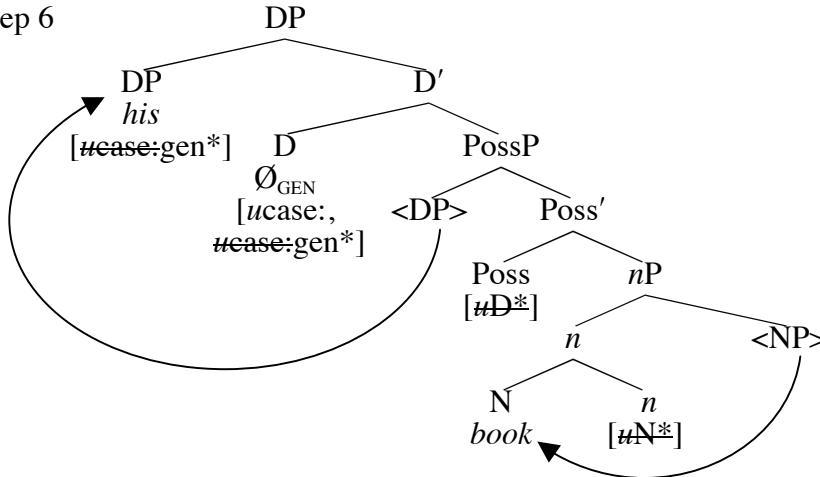 ep 6
DP
DP
D′
his
[ucase:gen*]
D
PossP
Ø_GEN
[ucase:,
<DP>
Poss′
ucase:gen*]
Poss
nP
[uD*]
n
<NP>
N
n
book
[uN*]